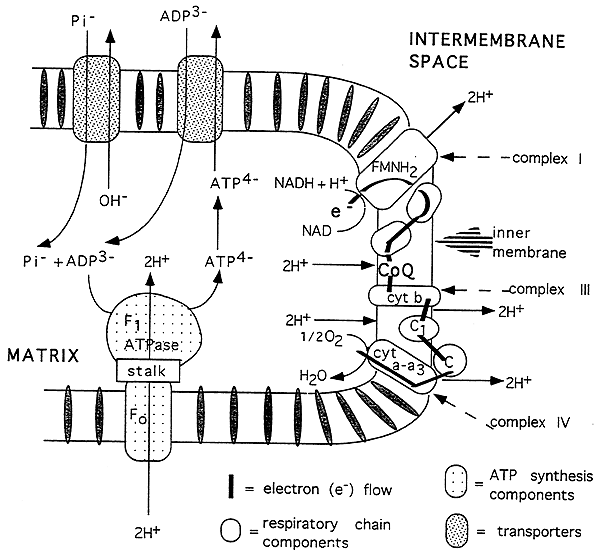 Pi⁻
ADP³⁻
INTERMEMBRANE
SPACE
2H⁺
FMNH₂
complex I
NADH + H⁺
e⁻
NAD
OH⁻
ATP⁴⁻
inner
membrane
Pi⁻ + ADP³⁻
2H⁺
ATP⁴⁻
2H⁺
CoQ
complex III
cyt b
2H⁺
2H⁺
F₁
ATPase
C₁
1/2O₂
MATRIX
stalk
cyt
a-a₃
C
H₂O
2H⁺
F₀
complex IV
2H⁺
= electron (e⁻) flow
= ATP synthesis
components
= respiratory chain
components
= transporters